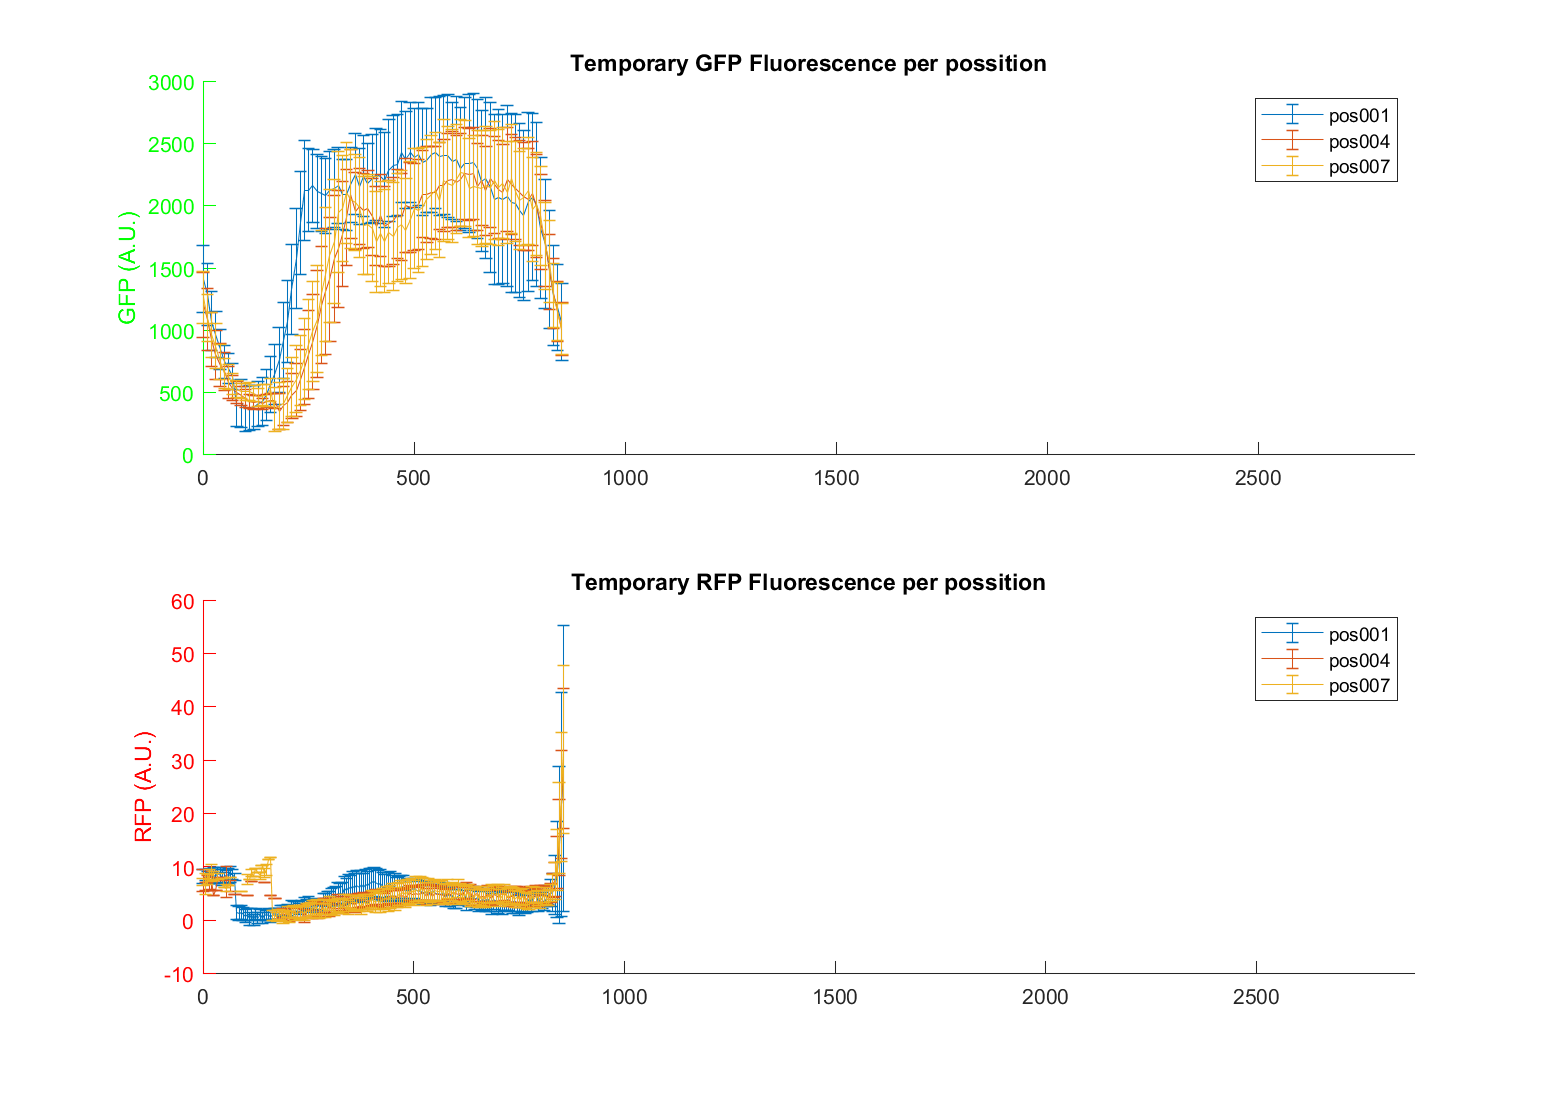 Temporary GFP Fluorescence per possition
GFP (A.U.)
3000
2500
2000
1500
1000
500
0
0 500 1000 1500 2000 2500
pos001
pos004
pos007
Temporary RFP Fluorescence per possition
RFP (A.U.)
60
50
40
30
20
10
0
-10
0 500 1000 1500 2000 2500
pos001
pos004
pos007